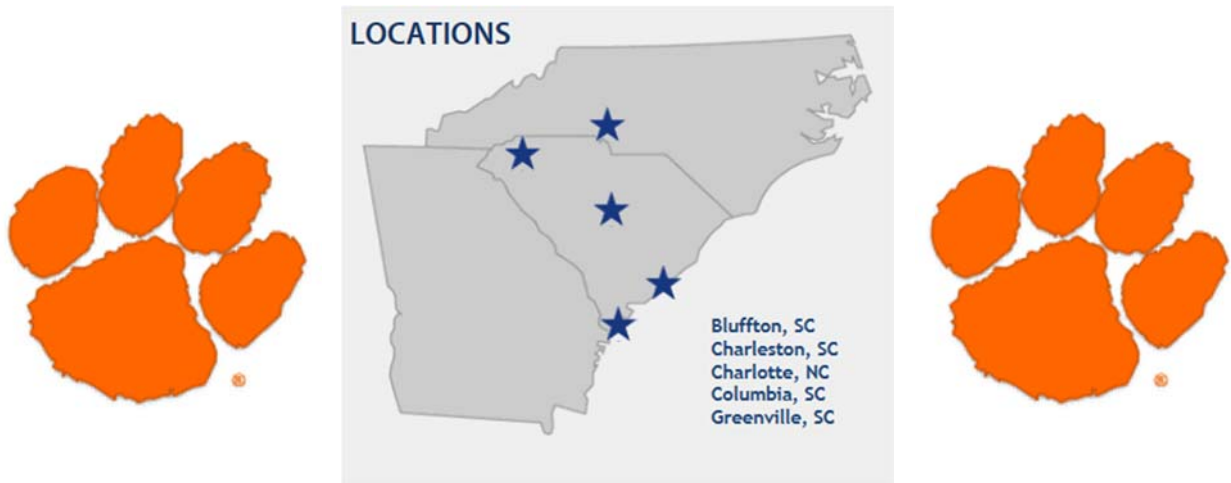 LOCATIONS
Bluffton, SC
Charleston, SC
Charlotte, NC
Columbia, SC
Greenville, SC
®
®